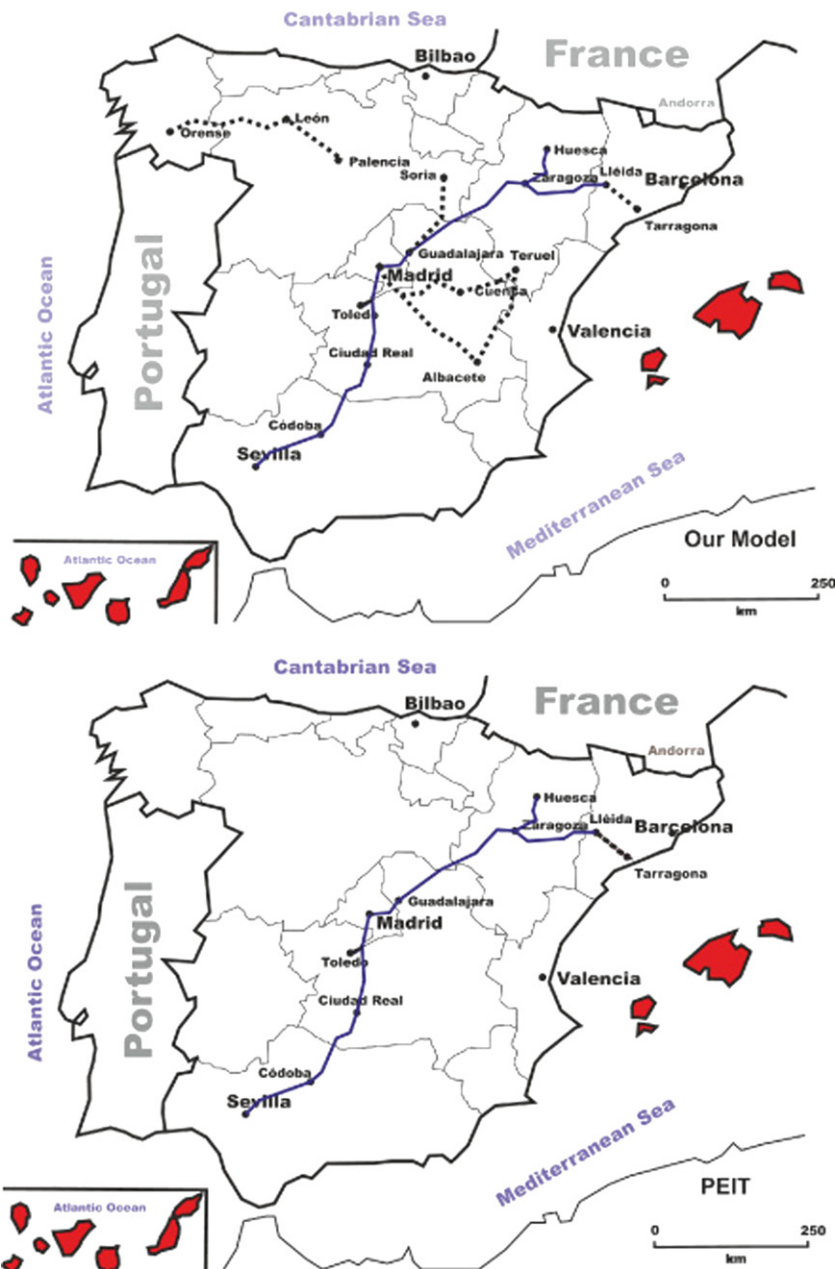 Cantabrian Sea
Bilbao
France
Andorra
León
Orense
Huesca
Palencia
Soria
Zaragoza
Lléida
Barcelona
Tarragona
Guadalajara
Teruel
Madrid
Cuenca
Toledo
Valencia
Portugal
Atlantic Ocean
Ciudad Real
Albacete
Códoba
Sevilla
Mediterranean Sea
Our Model
Atlantic Ocean
0 250
km
Cantabrian Sea
Bilbao
France
Andorra
Huesca
Zaragoza
Lléida
Barcelona
Tarragona
Guadalajara
Madrid
Portugal
Atlantic Ocean
Toledo
Valencia
Ciudad Real
Códoba
Sevilla
Mediterranean Sea
PEIT
Atlantic Ocean
0 250
km